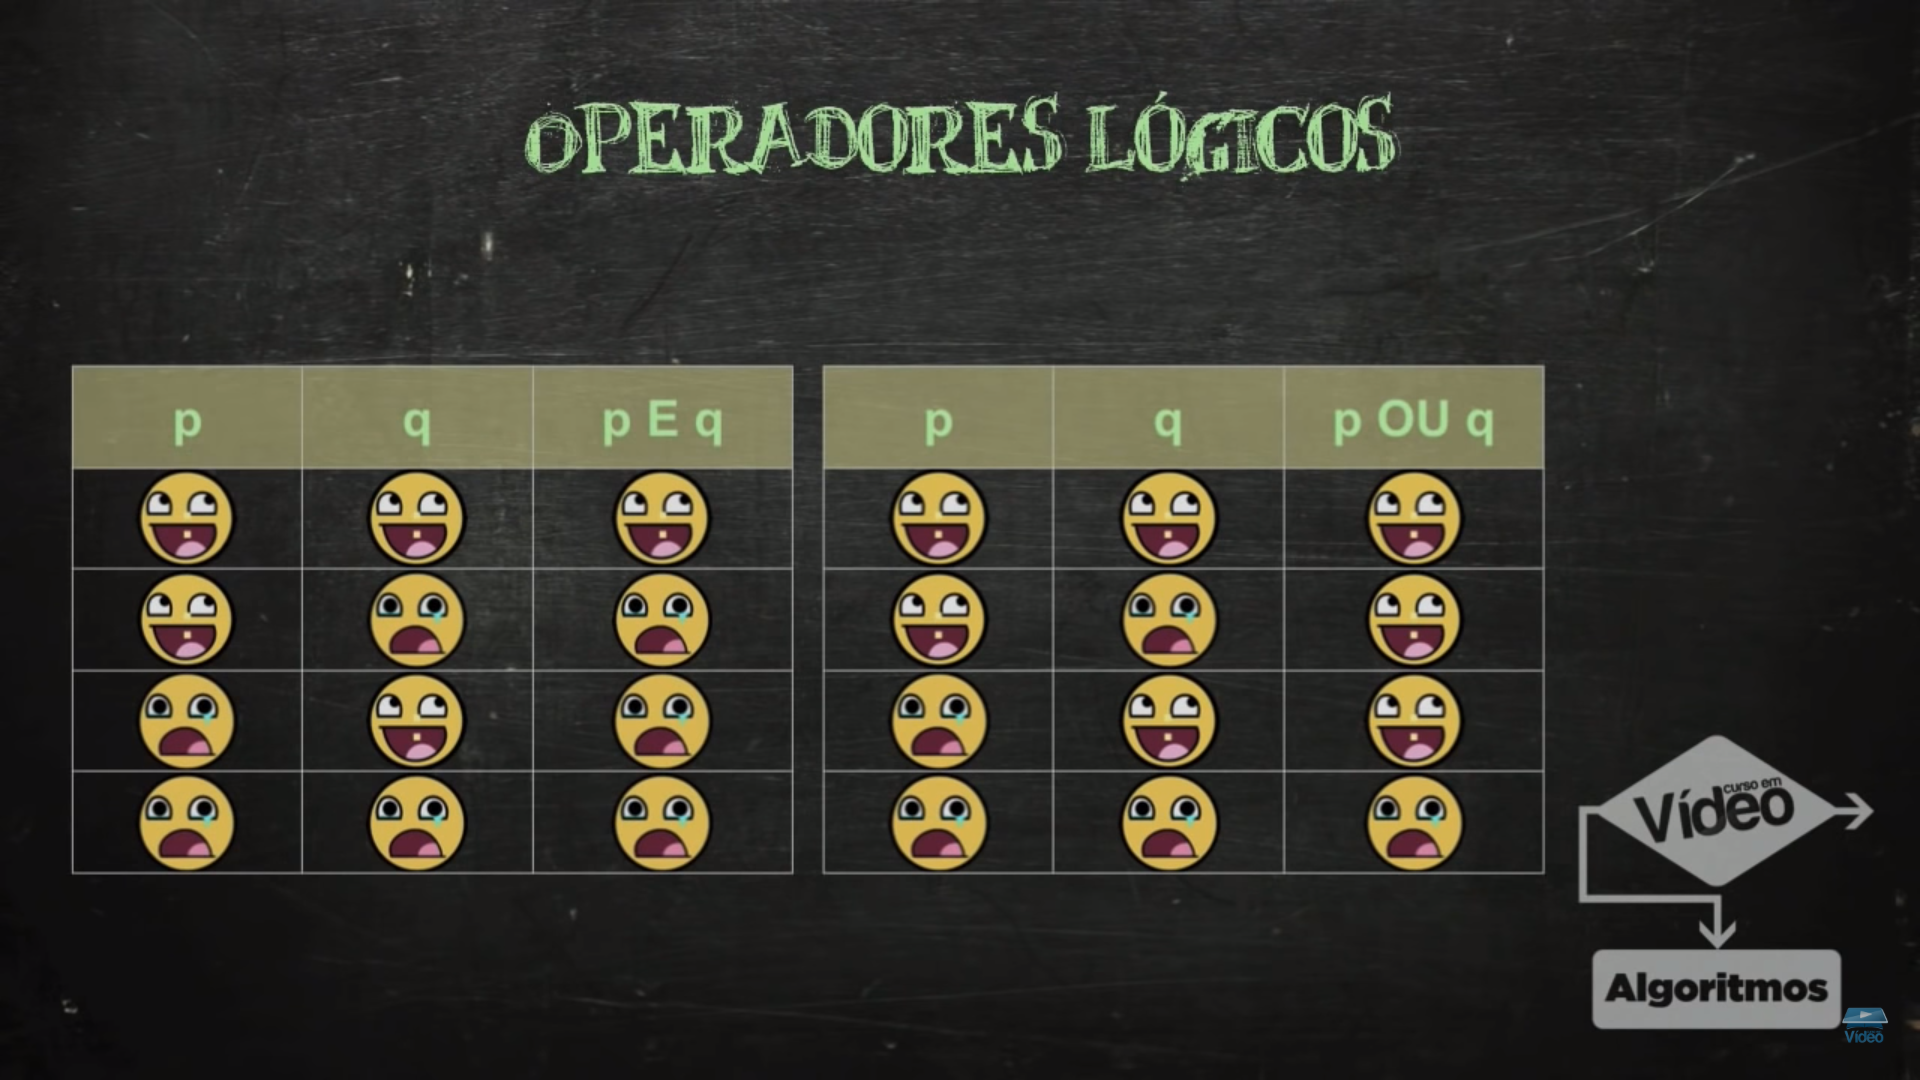 OPERADORES LÓGICOS
p q p E q
p q p OU q
curso em
Vídeo
Algoritmos
Vídeo